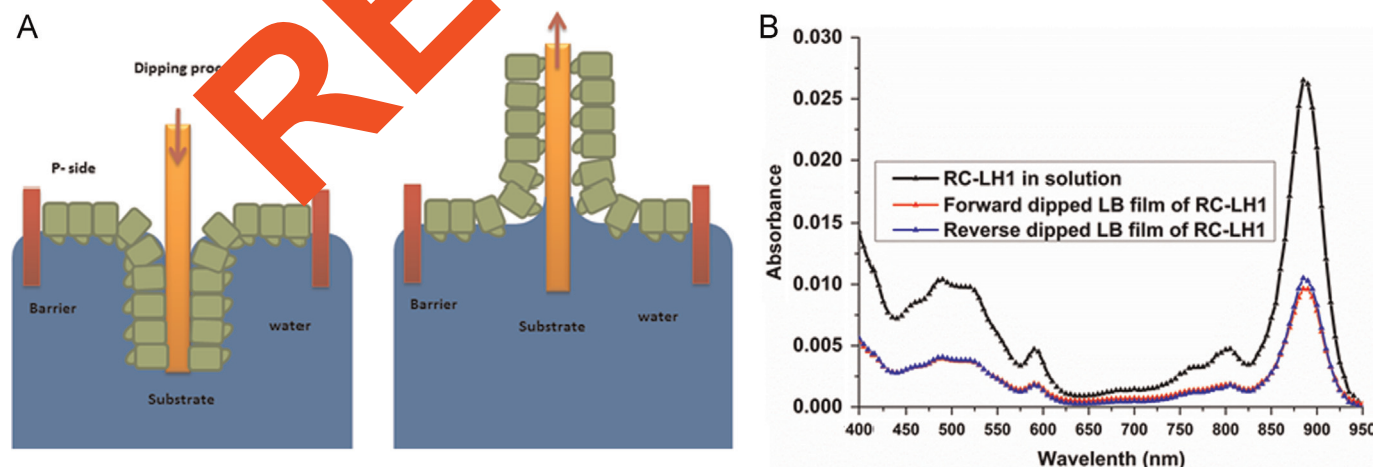 A
Dipping
P- side
Barrier
water
Substrate
RE
Barrier
Substrate
water
B
Absorbance
0.030
0.025
0.020
0.015
0.010
0.005
0.000
RC-LH1 in solution
Forward dipped LB film of RC-LH1
Reverse dipped LB film of RC-LH1
400 450 500 550 600 650 700 750 800 850 900 950
Wavelenth (nm)